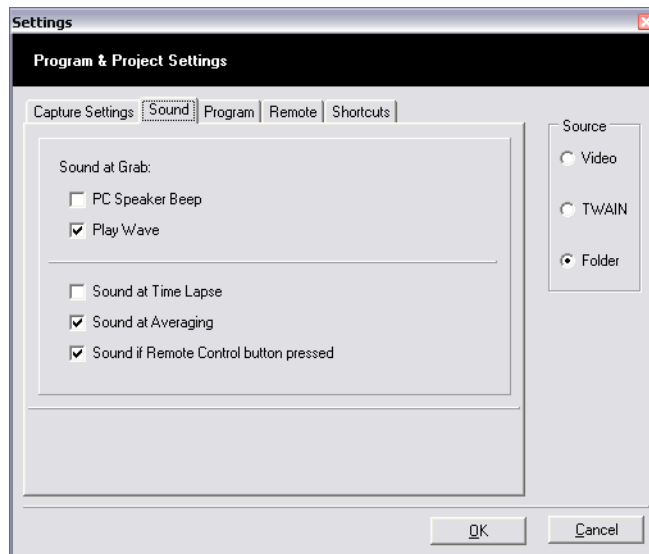 Settings
Program & Project Settings
Capture Settings Sound Program Remote Shortcuts
Sound at Grab:
PC Speaker Beep
Play Wave
Sound at Time Lapse
Sound at Averaging
Sound if Remote Control button pressed
Source
Video
TWAIN
Folder
OK Cancel